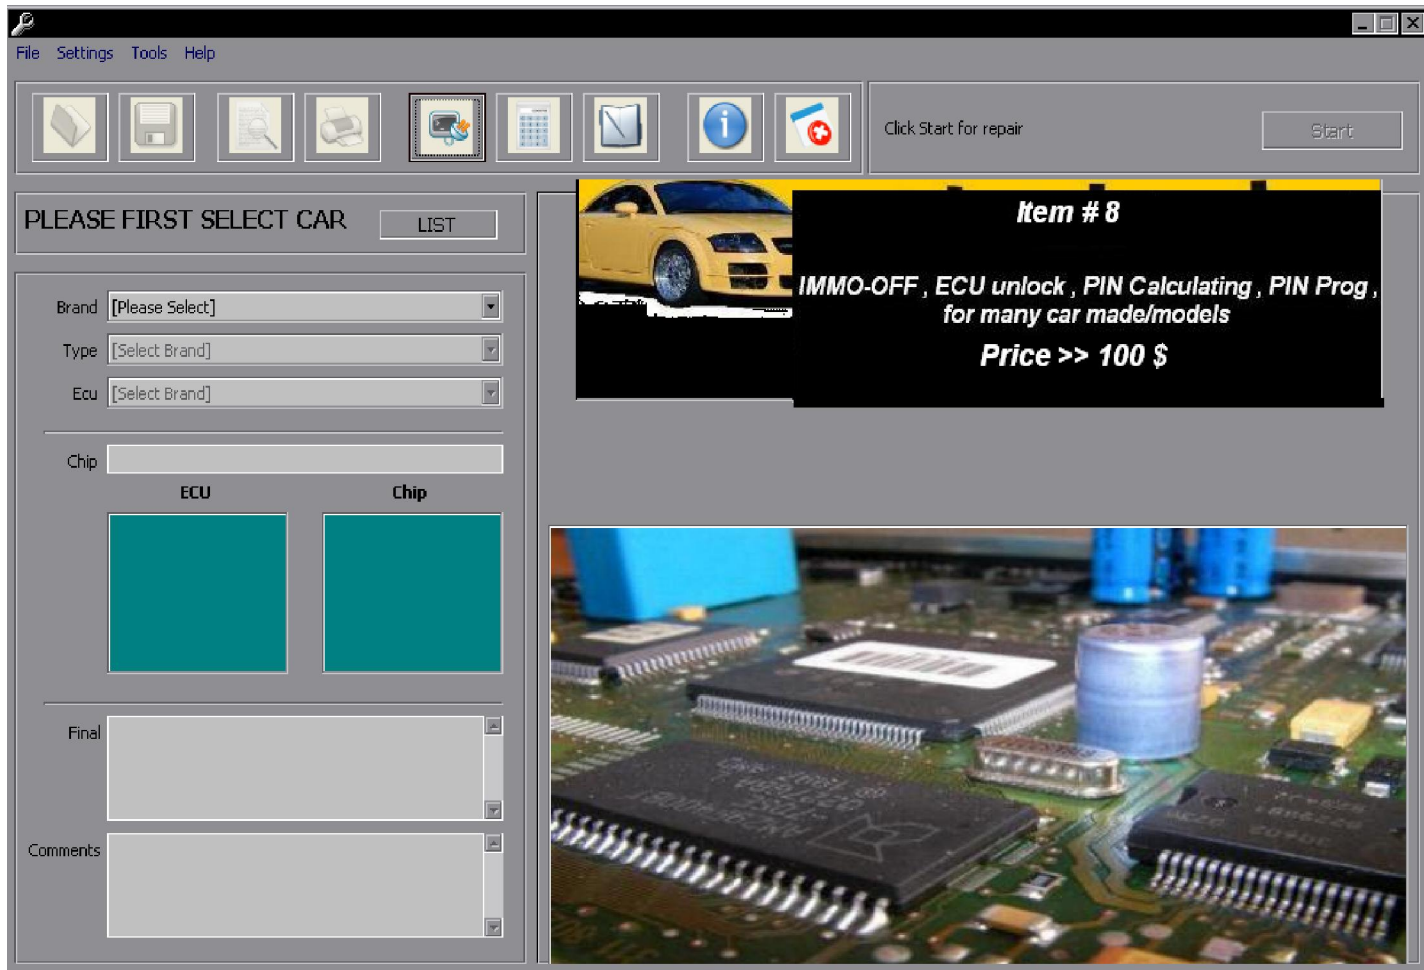 File Settings Tools Help
Click Start for repair
Start
PLEASE FIRST SELECT CAR
LIST
Brand [Please Select]
Type [Select Brand]
Ecu [Select Brand]
Chip
ECU Chip
Final
Comments
Item # 8
IMMO-OFF , ECU unlock , PIN Calculating , PIN Prog ,
for many car made/models
Price >> 100 $